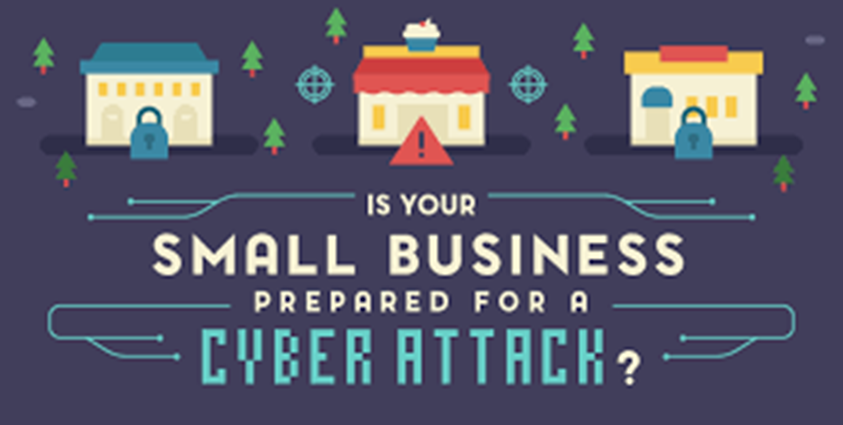 IS YOUR
SMALL BUSINESS
PREPARED FOR A
CYBER ATTACK?